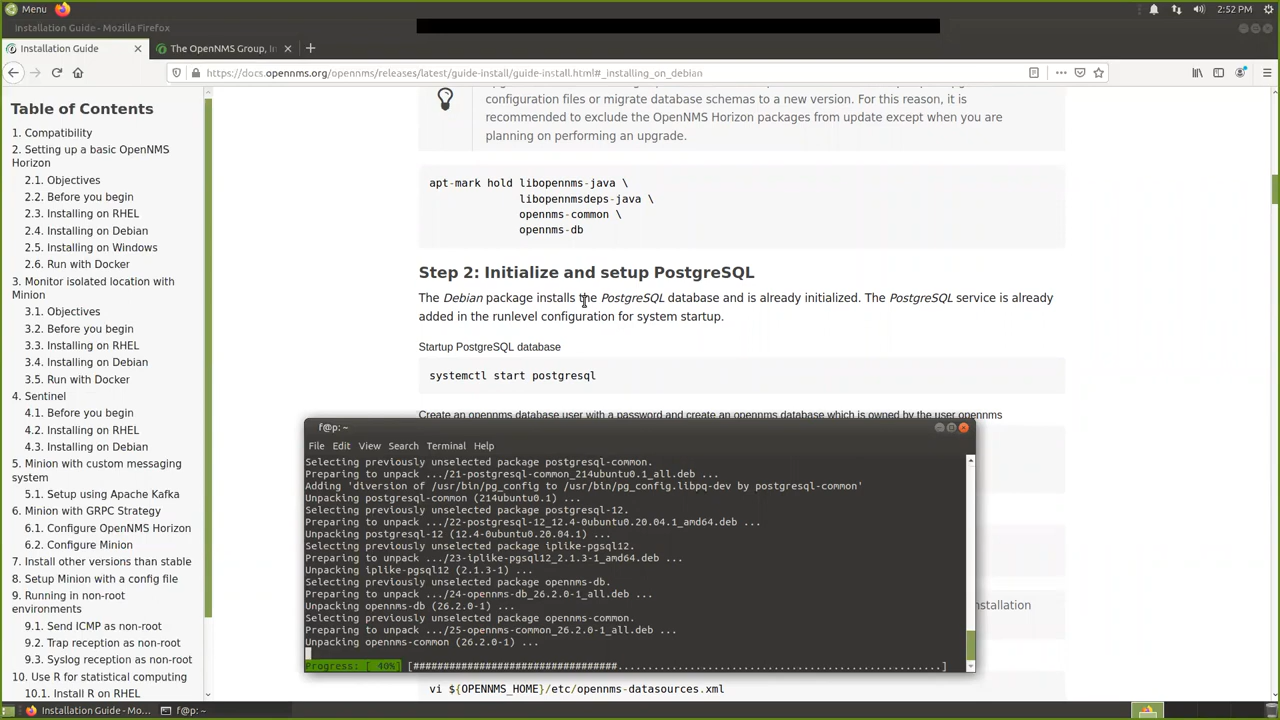 Menu
2:52 PM
Installation Guide - Mozilla Firefox
Installation Guide
The OpenNMS Group, I
https://docs.opennms.org/opennms/releases/latest/guide-install/guide-install.html#_installing_on_debian
Table of Contents
1. Compatibility
2. Setting up a basic OpenNMS
Horizon
2.1. Objectives
2.2. Before you begin
2.3. Installing on RHEL
2.4. Installing on Debian
2.5. Installing on Windows
2.6. Run with Docker
3. Monitor isolated location with
Minion
3.1. Objectives
3.2. Before you begin
3.3. Installing on RHEL
3.4. Installing on Debian
3.5. Run with Docker
4. Sentinel
4.1. Before you begin
4.2. Installing on RHEL
4.3. Installing on Debian
5. Minion with custom messaging
system
5.1. Setup using Apache Kafka
6. Minion with GRPC Strategy
6.1. Configure OpenNMS Horizon
6.2. Configure Minion
7. Install other versions than stable
8. Setup Minion with a config file
9. Running in non-root
environments
9.1. Send ICMP as non-root
9.2. Trap reception as non-root
9.3. Syslog reception as non-root
10. Use R for statistical computing
10.1. Install R on RHEL
configuration files or migrate database schemas to a new version. For this reason, it is
recommended to exclude the OpenNMS Horizon packages from update except when you are
planning on performing an upgrade.
apt-mark hold libopennms-java \
libopennmsdeps-java \
opennms-common \
opennms-db
Step 2: Initialize and setup PostgreSQL
The Debian package installs the PostgreSQL database and is already initialized. The PostgreSQL service is already
added in the runlevel configuration for system startup.
Startup PostgreSQL database
systemctl start postgresql
Create an opennms database user with a password and create an opennms database which is owned by the user opennms
f@p: ~
File Edit View Search Terminal Help
Selecting previously unselected package postgresql-common.
Preparing to unpack .../21-postgresql-common_214ubuntu0.1_all.deb ...
Adding 'diversion of /usr/bin/pg_config to /usr/bin/pg_config.libpq-dev by postgresql-common'
Unpacking postgresql-common (214ubuntu0.1) ...
Selecting previously unselected package postgresql-12.
Preparing to unpack .../22-postgresql-12_12.4-0ubuntu0.20.04.1_amd64.deb ...
Unpacking postgresql-12 (12.4-0ubuntu0.20.04.1) ...
Selecting previously unselected package iplike-pgsql12.
Preparing to unpack .../23-iplike-pgsql12_2.1.3-1_amd64.deb ...
Unpacking iplike-pgsql12 (2.1.3-1) ...
Selecting previously unselected package opennms-db.
Preparing to unpack .../24-opennms-db_26.2.0-1_all.deb ...
Unpacking opennms-db (26.2.0-1) ...
Selecting previously unselected package opennms-common.
Preparing to unpack .../25-opennms-common_26.2.0-1_all.deb ...
Unpacking opennms-common (26.2.0-1) ...
Progress: [ 40%] [##################################......................................................]
stallation
vi ${OPENNMS_HOME}/etc/opennms-datasources.xml
Installation Guide - Mo...
f@p: ~